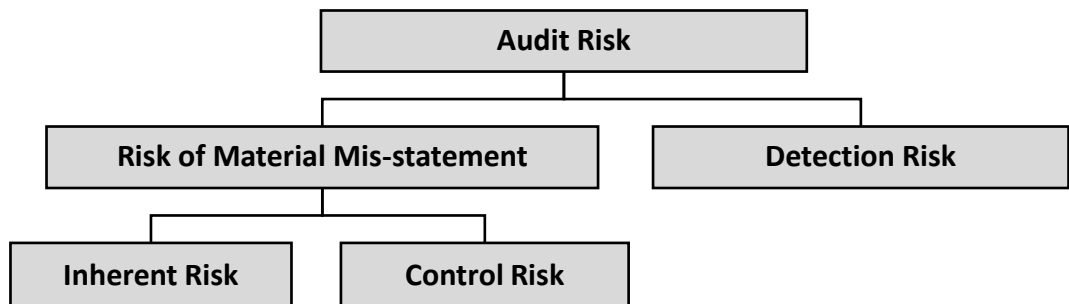 Audit Risk
Risk of Material Mis-statement
Detection Risk
Inherent Risk
Control Risk